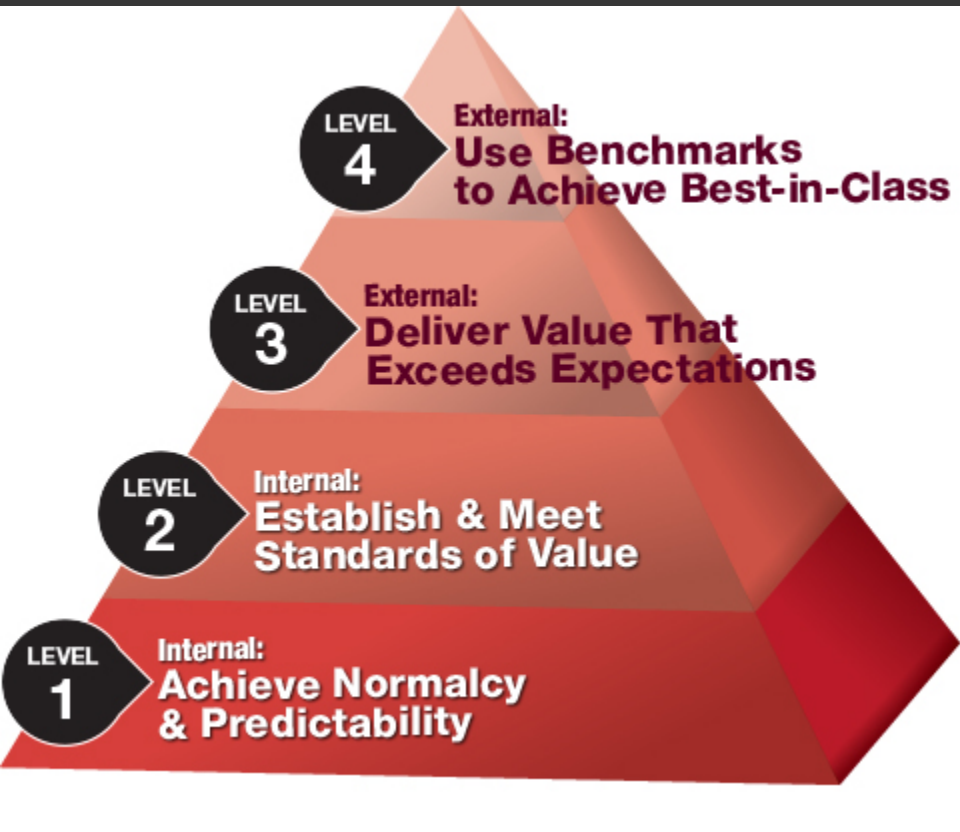 LEVEL
4
External:
Use Benchmarks
to Achieve Best-in-Class
LEVEL
3
External:
Deliver Value That
Exceeds Expectations
LEVEL
2
Internal:
Establish & Meet
Standards of Value
LEVEL
1
Internal:
Achieve Normalcy
& Predictability